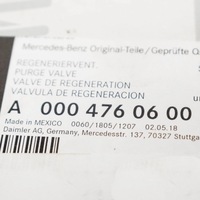 Mercedes-Benz Original-Teile/Geprüfte
REGENERIERVENT.
PURGE VALVE
VALVE DE REGENERATION
VALVULA DE REGENERACION
A 000 476 06 00
Made in MEXICO 0060/1805/1207 02.05.18
Daimler AG, Germany, Mercedesstr. 137, 70327 Stuttga